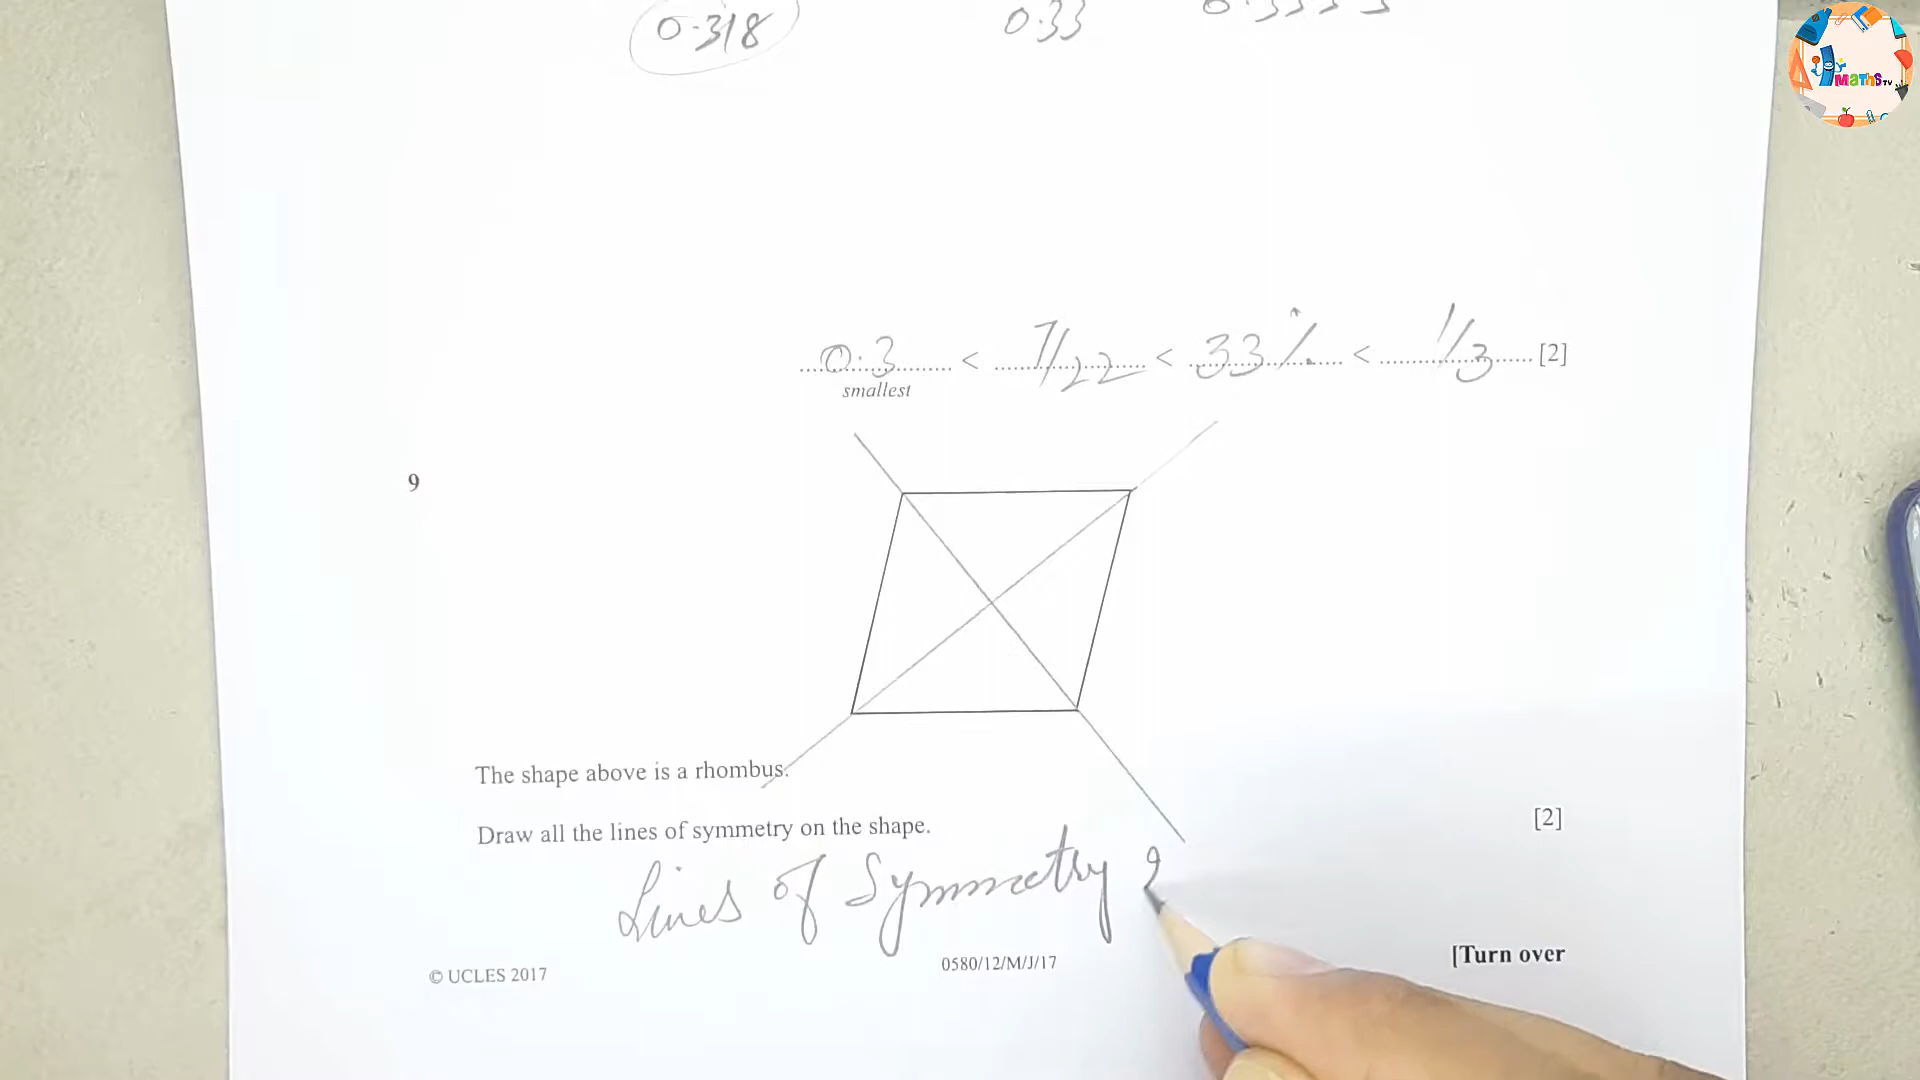 0.318 0.33
MATHS TV
0.3 < 7/22 < 33% < 1/3 [2]
smallest
9
The shape above is a rhombus.
[2]
Draw all the lines of symmetry on the shape.
Lines of Symmetry
© UCLES 2017 0580/12/M/J/17 [Turn over